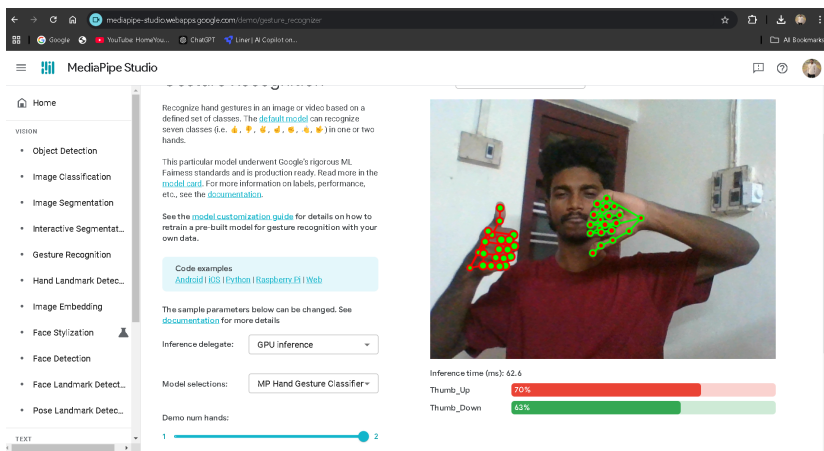 mediapipe-studio.webapps.google.com/demo/gesture_recognizer
Google
YouTube: HomeYou...
ChatGPT
Liner| AI Copilot on...
All Bookmarks
MediaPipe Studio
Home
VISION
Object Detection
Image Classification
Image Segmentation
Interactive Segmentat...
Gesture Recognition
Hand Landmark Detec...
Image Embedding
Face Stylization
Face Detection
Face Landmark Detect...
Pose Landmark Detec...
TEXT
Gesture Recognition
Recognize hand gestures in an image or video based on a
defined set of classes. The default model can recognize
seven classes (i.e. 👍, 👎, ✌, ☝, ✊, 👋, 🤟) in one or two
hands.
This particular model underwent Google's rigorous ML
Fairness standards and is production ready. Read more in the
model card. For more information on labels, performance,
etc., see the documentation.
See the model customization guide for details on how to
retrain a pre-built model for gesture recognition with your
own data.
Code examples
Android | iOS | Python | Raspberry Pi | Web
The sample parameters below can be changed. See
documentation for more details
Inference delegate: GPU inference
Model selections: MP Hand Gesture Classifier
Demo num hands:
1 2
Inference time (ms): 62.6
Thumb_Up 70%
Thumb_Down 63%